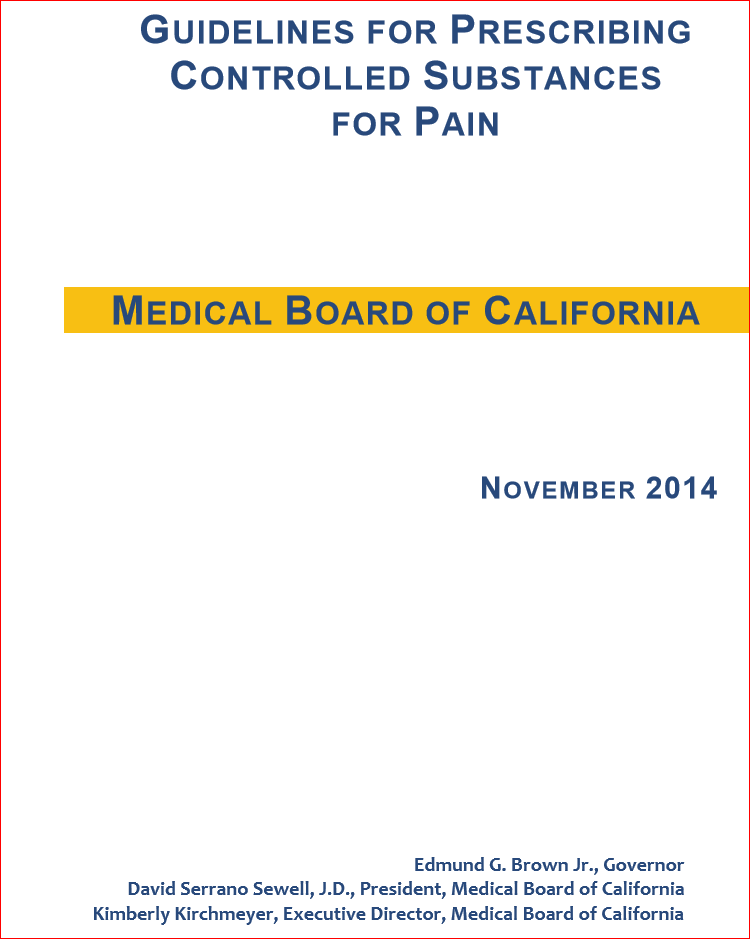 GUIDELINES FOR PRESCRIBING
CONTROLLED SUBSTANCES
FOR PAIN
MEDICAL BOARD OF CALIFORNIA
NOVEMBER 2014
Edmund G. Brown Jr., Governor
David Serrano Sewell, J.D., President, Medical Board of California
Kimberly Kirchmeyer, Executive Director, Medical Board of California